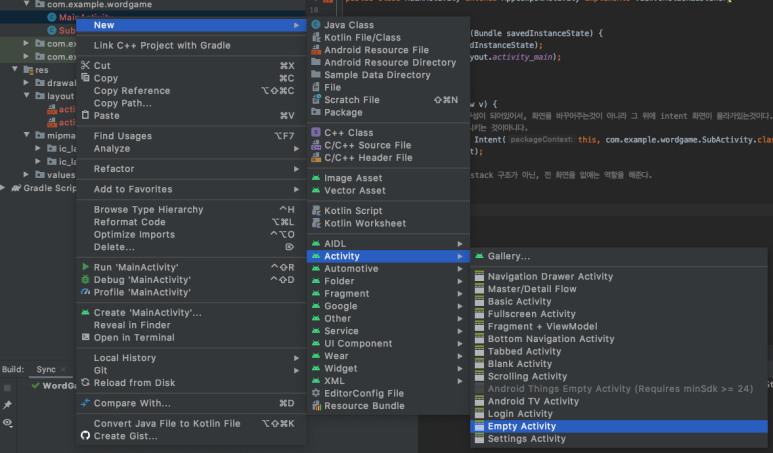 com.example.wordgame
MainActivity
Sub
com.ex
com.ex
res
drawal
layout
acti
acti
mipma
ic_la
ic_la
values
Gradle Scrip
New
Link C++ Project with Gradle
Cut ⌘X
Copy ⌘C
Copy Reference ⌥⇧⌘C
Copy Path...
Paste ⌘V
Find Usages ⌥F7
Analyze
Refactor
Add to Favorites
Browse Type Hierarchy ^H
Reformat Code ⌥⌘L
Optimize Imports ^⌥O
Delete... ⌦
Run 'MainActivity' ^⇧R
Debug 'MainActivity' ^⇧D
Profile 'MainActivity'
Create 'MainActivity'...
Reveal in Finder
Open in Terminal
Local History
Git
Reload from Disk
Compare With... ⌘D
Convert Java File to Kotlin File ⌥⇧⌘K
Create Gist...
Java Class
Kotlin File/Class
Android Resource File
Android Resource Directory
Sample Data Directory
File
Scratch File ⇧⌘N
Package
C++ Class
C/C++ Source File
C/C++ Header File
Image Asset
Vector Asset
Kotlin Script
Kotlin Worksheet
AIDL
Activity
Automotive
Folder
Fragment
Google
Other
Service
UI Component
Wear
Widget
XML
EditorConfig File
Resource Bundle
Gallery...
Navigation Drawer Activity
Master/Detail Flow
Basic Activity
Fullscreen Activity
Fragment + ViewModel
Bottom Navigation Activity
Tabbed Activity
Blank Activity
Scrolling Activity
Android Things Empty Activity (Requires minSdk >= 24)
Android TV Activity
Login Activity
Empty Activity
Settings Activity
10
(Bundle savedInstanceState) {
dInstanceState);
yout.activity_main);
w v) {
성이 되어있어서, 화면을 바꾸어주는것이 아니라 그 위에 intent 화면이 올라가있는것이다.
키는 것이아니다.
Intent( packageContext: this, com.example.wordgame.SubActivity.clas
t);
stack 구조가 아닌, 전 화면을 없애는 역할을 해준다.
Build: Sync ×
WordGa